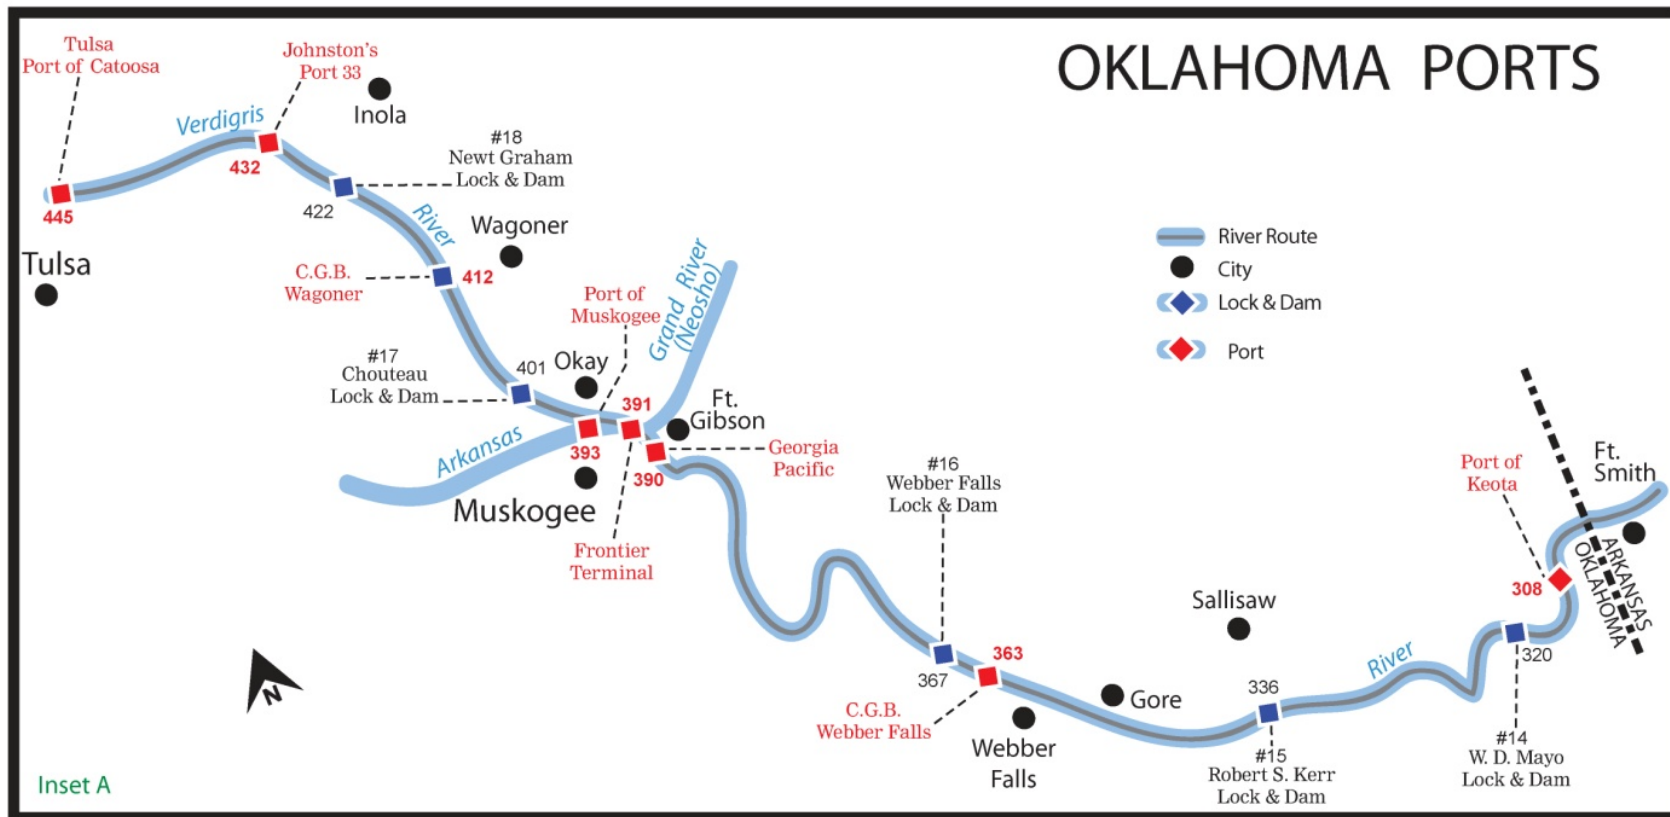 OKLAHOMA PORTS
Tulsa
Port of Catoosa
Johnston's
Port 33
Inola
Verdigris
432
445
#18
Newt Graham
Lock & Dam
422
River
Wagoner
Tulsa
C.G.B.
Wagoner
412
Port of
Muskogee
Grand River
(Neosho)
River Route
City
Lock & Dam
Port
#17
Chouteau
Lock & Dam
401
Okay
391
Ft.
Gibson
Arkansas
393
390
Georgia
Pacific
Muskogee
Frontier
Terminal
#16
Webber Falls
Lock & Dam
Port of
Keota
Ft.
Smith
ARKANSAS
OKLAHOMA
308
Sallisaw
320
363
367
C.G.B.
Webber Falls
Gore
Webber
Falls
336
River
#15
Robert S. Kerr
Lock & Dam
#14
W. D. Mayo
Lock & Dam
N
Inset A